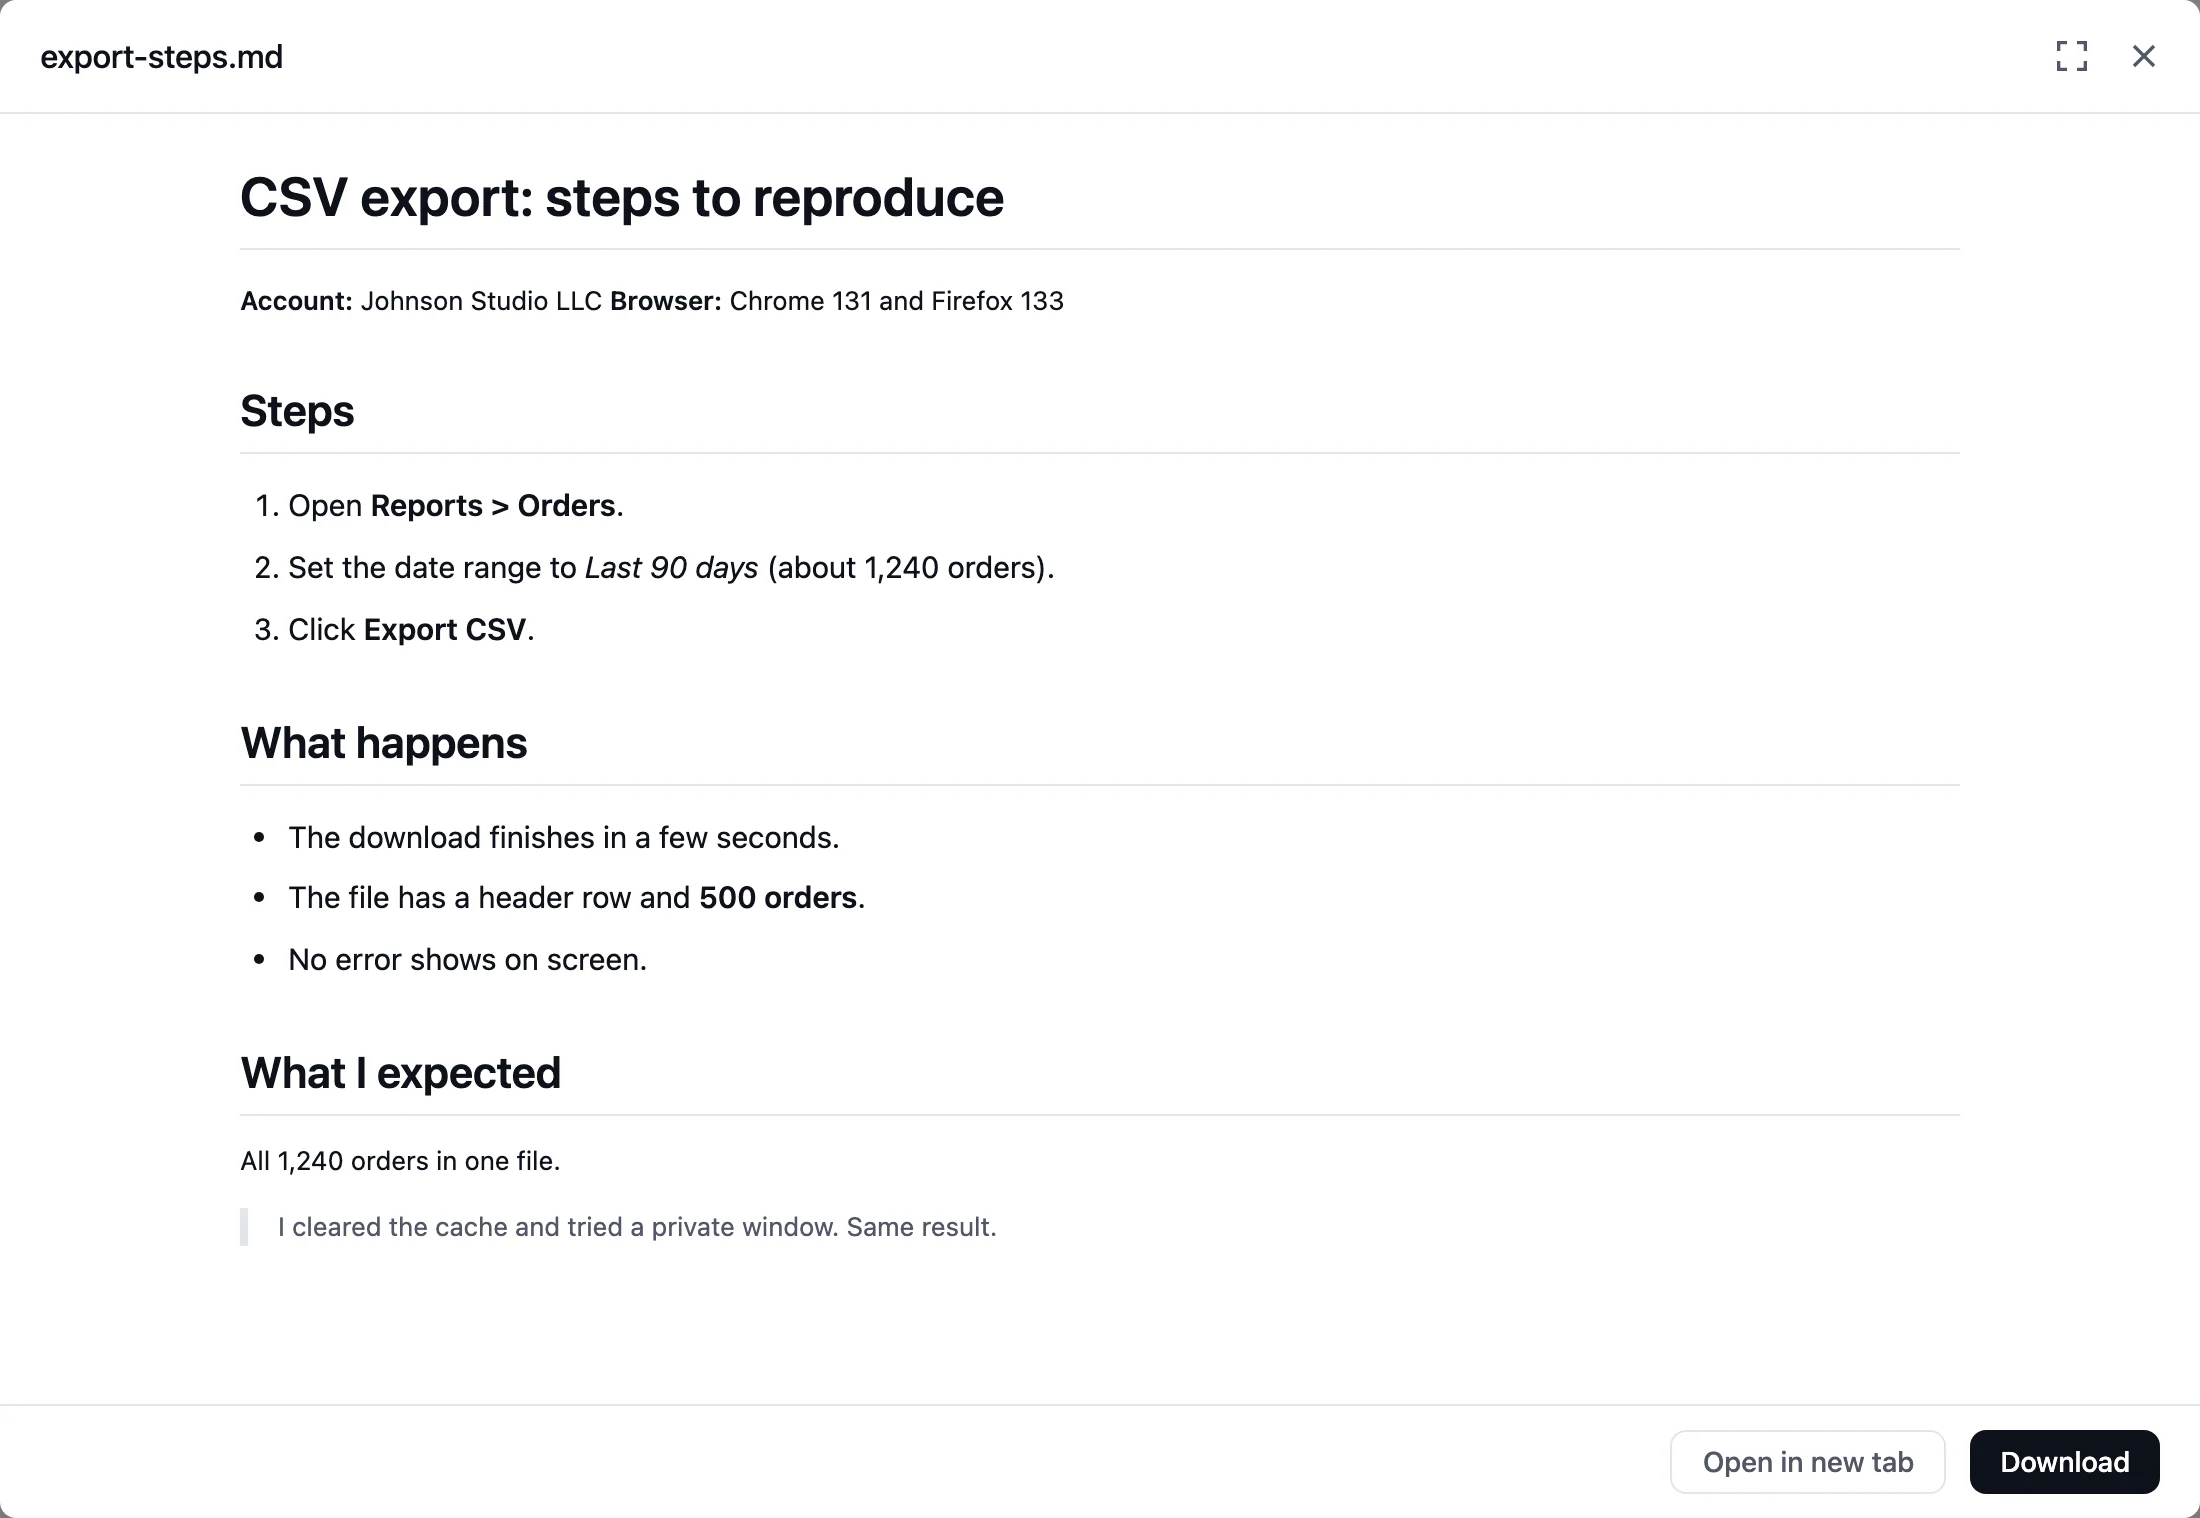 export-steps.md
CSV export: steps to reproduce
Account: Johnson Studio LLC Browser: Chrome 131 and Firefox 133
Steps
1. Open Reports > Orders.
2. Set the date range to Last 90 days (about 1,240 orders).
3. Click Export CSV.
What happens
• The download finishes in a few seconds.
• The file has a header row and 500 orders.
• No error shows on screen.
What I expected
All 1,240 orders in one file.
I cleared the cache and tried a private window. Same result.
Open in new tab
Download